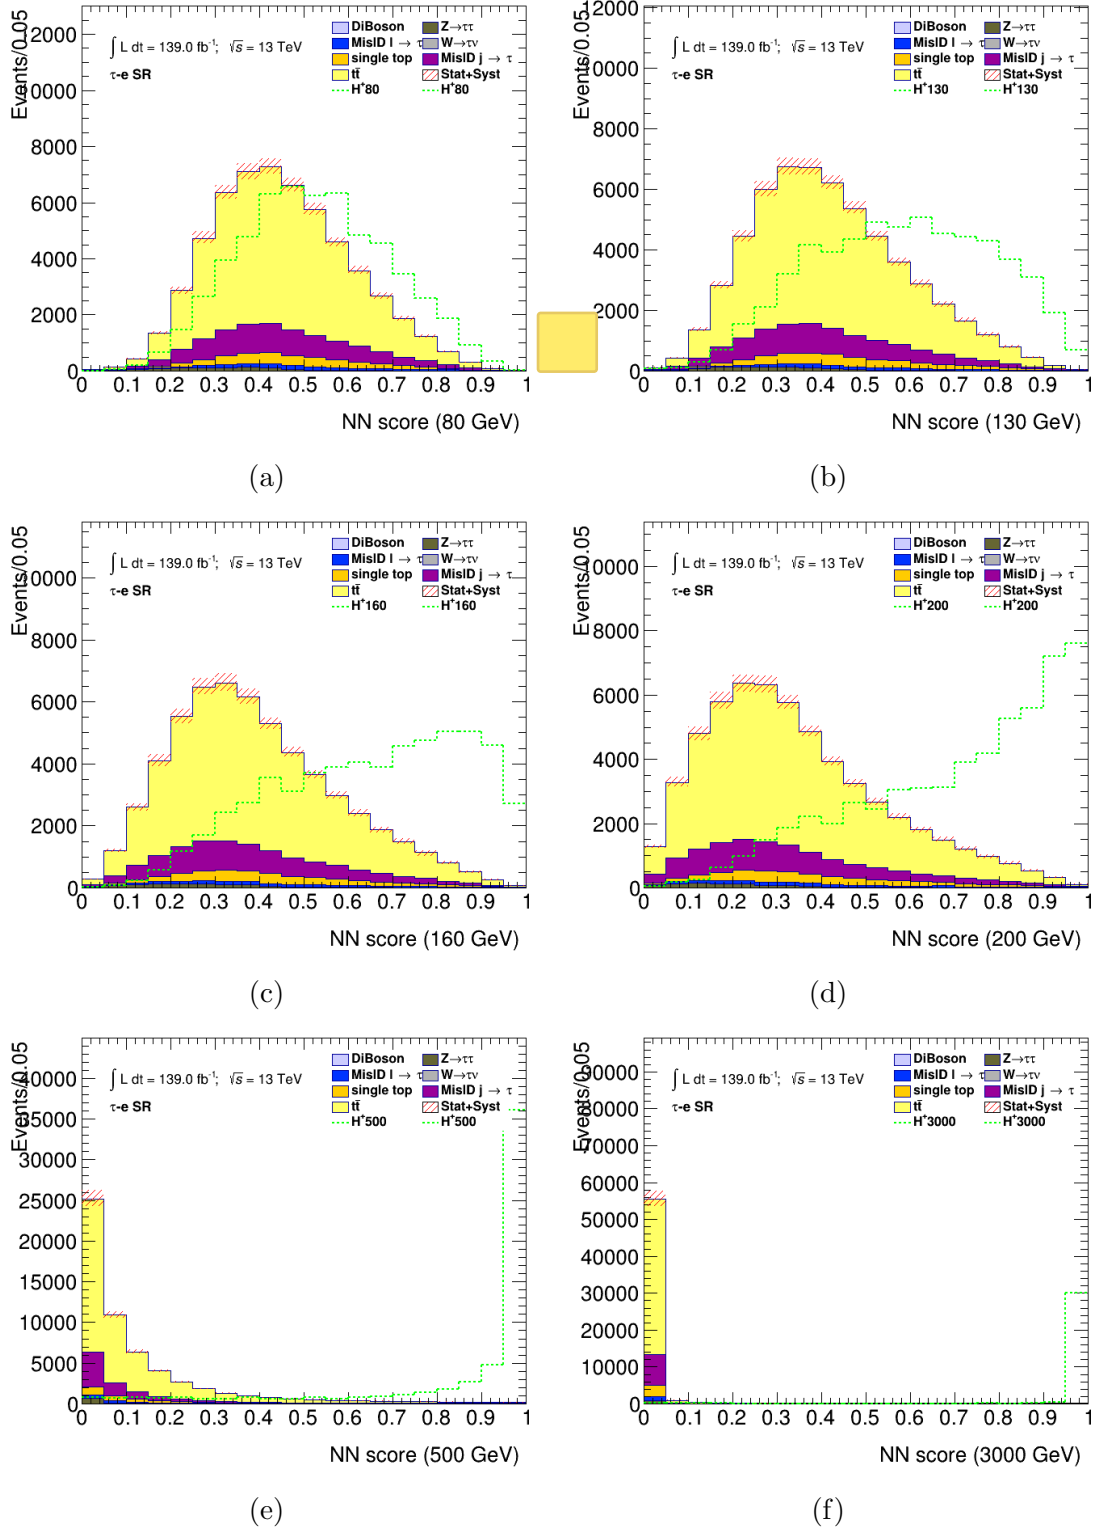 Events/0.05
12000
10000
8000
6000
4000
2000
0
∫ L dt = 139.0 fb⁻¹; √s = 13 TeV
τ-e SR
DiBoson Z→ττ
MisID l → τ W→τν
single top MisID j → τ
tt̄ Stat+Syst
H⁺80 H⁺80
0 0.1 0.2 0.3 0.4 0.5 0.6 0.7 0.8 0.9 1
NN score (80 GeV)
(a)
Events/0.05
12000
10000
8000
6000
4000
2000
0
∫ L dt = 139.0 fb⁻¹; √s = 13 TeV
τ-e SR
DiBoson Z→ττ
MisID l → τ W→τν
single top MisID j → τ
tt̄ Stat+Syst
H⁺130 H⁺130
0 0.1 0.2 0.3 0.4 0.5 0.6 0.7 0.8 0.9 1
NN score (130 GeV)
(b)
Events/0.05
10000
8000
6000
4000
2000
0
∫ L dt = 139.0 fb⁻¹; √s = 13 TeV
τ-e SR
DiBoson Z→ττ
MisID l → τ W→τν
single top MisID j → τ
tt̄ Stat+Syst
H⁺160 H⁺160
0 0.1 0.2 0.3 0.4 0.5 0.6 0.7 0.8 0.9 1
NN score (160 GeV)
(c)
Events/0.05
10000
8000
6000
4000
2000
0
∫ L dt = 139.0 fb⁻¹; √s = 13 TeV
τ-e SR
DiBoson Z→ττ
MisID l → τ W→τν
single top MisID j → τ
tt̄ Stat+Syst
H⁺200 H⁺200
0 0.1 0.2 0.3 0.4 0.5 0.6 0.7 0.8 0.9 1
NN score (200 GeV)
(d)
Events/0.05
40000
35000
30000
25000
20000
15000
10000
5000
0
∫ L dt = 139.0 fb⁻¹; √s = 13 TeV
τ-e SR
DiBoson Z→ττ
MisID l → τ W→τν
single top MisID j → τ
tt̄ Stat+Syst
H⁺500 H⁺500
0 0.1 0.2 0.3 0.4 0.5 0.6 0.7 0.8 0.9 1
NN score (500 GeV)
(e)
Events/0.05
90000
80000
70000
60000
50000
40000
30000
20000
10000
0
∫ L dt = 139.0 fb⁻¹; √s = 13 TeV
τ-e SR
DiBoson Z→ττ
MisID l → τ W→τν
single top MisID j → τ
tt̄ Stat+Syst
H⁺3000 H⁺3000
0 0.1 0.2 0.3 0.4 0.5 0.6 0.7 0.8 0.9 1
NN score (3000 GeV)
(f)